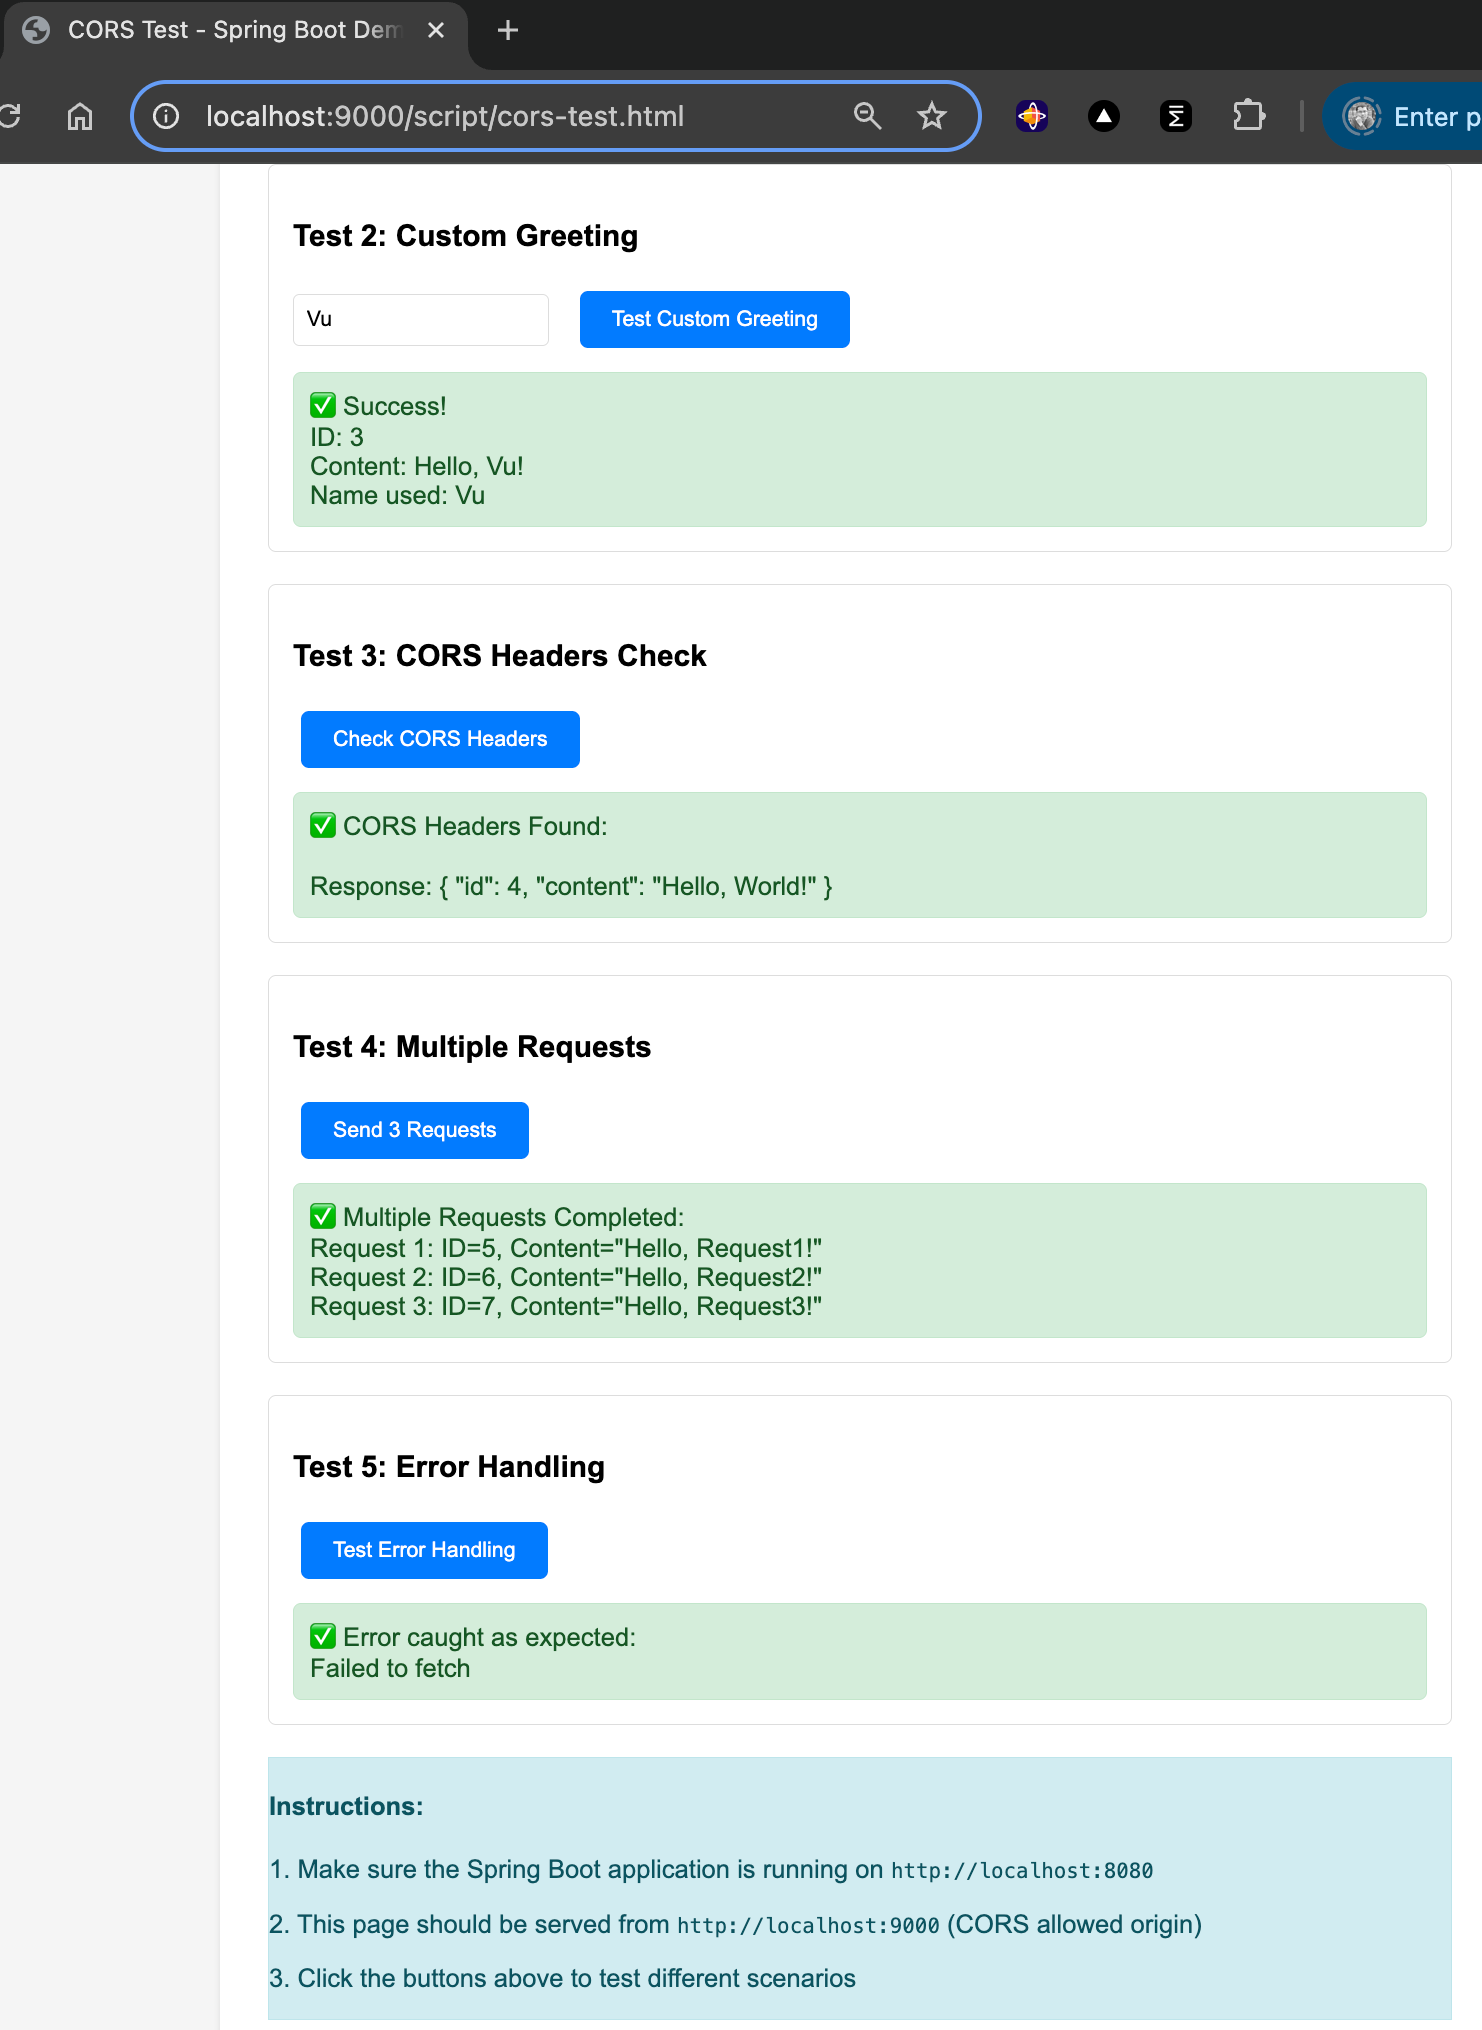 CORS Test - Spring Boot Dem
localhost:9000/script/cors-test.html
Enter p
Test 2: Custom Greeting
Vu
Test Custom Greeting
✅ Success!
ID: 3
Content: Hello, Vu!
Name used: Vu
Test 3: CORS Headers Check
Check CORS Headers
✅ CORS Headers Found:
Response: { "id": 4, "content": "Hello, World!" }
Test 4: Multiple Requests
Send 3 Requests
✅ Multiple Requests Completed:
Request 1: ID=5, Content="Hello, Request1!"
Request 2: ID=6, Content="Hello, Request2!"
Request 3: ID=7, Content="Hello, Request3!"
Test 5: Error Handling
Test Error Handling
✅ Error caught as expected:
Failed to fetch
Instructions:
1. Make sure the Spring Boot application is running on http://localhost:8080
2. This page should be served from http://localhost:9000 (CORS allowed origin)
3. Click the buttons above to test different scenarios